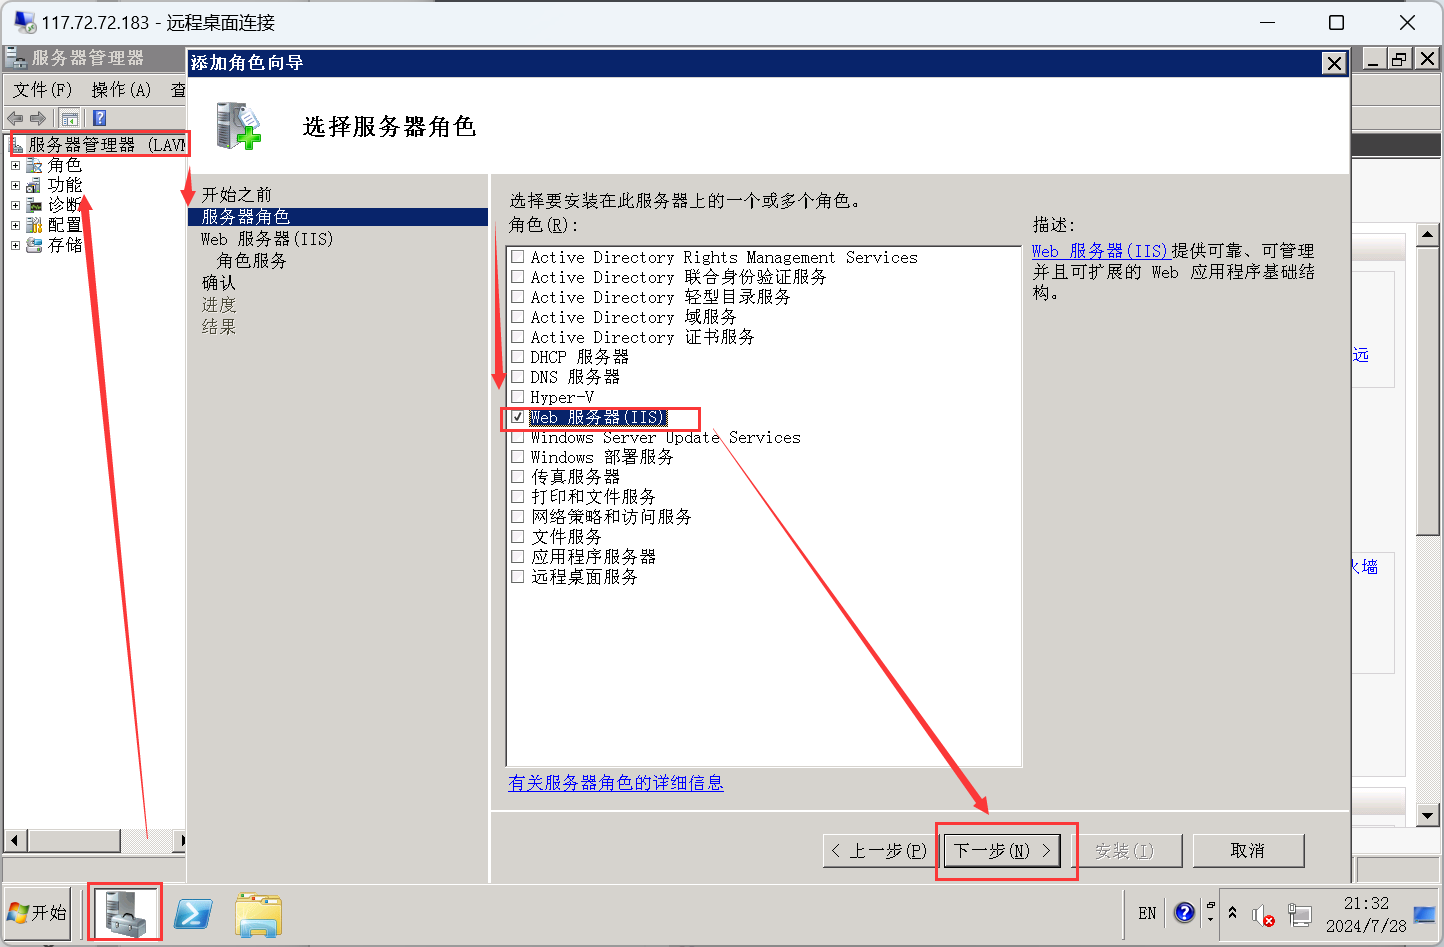 117.72.72.183 - 远程桌面连接
服务器管理器
文件(F) 操作(A) 查
服务器管理器 (LAVM
角色
功能
诊断
配置
存储
添加角色向导
选择服务器角色
开始之前
服务器角色
Web 服务器(IIS)
角色服务
确认
进度
结果
选择要安装在此服务器上的一个或多个角色。
角色(R):
Active Directory Rights Management Services
Active Directory 联合身份验证服务
Active Directory 轻型目录服务
Active Directory 域服务
Active Directory 证书服务
DHCP 服务器
DNS 服务器
Hyper-V
Web 服务器(IIS)
Windows Server Update Services
Windows 部署服务
传真服务器
打印和文件服务
网络策略和访问服务
文件服务
应用程序服务器
远程桌面服务
有关服务器角色的详细信息
描述:
Web 服务器(IIS)提供可靠、可管理
并且可扩展的 Web 应用程序基础结
构。
远
火墙
< 上一步(P)
下一步(N) >
安装(I)
取消
开始
EN
21:32
2024/7/28